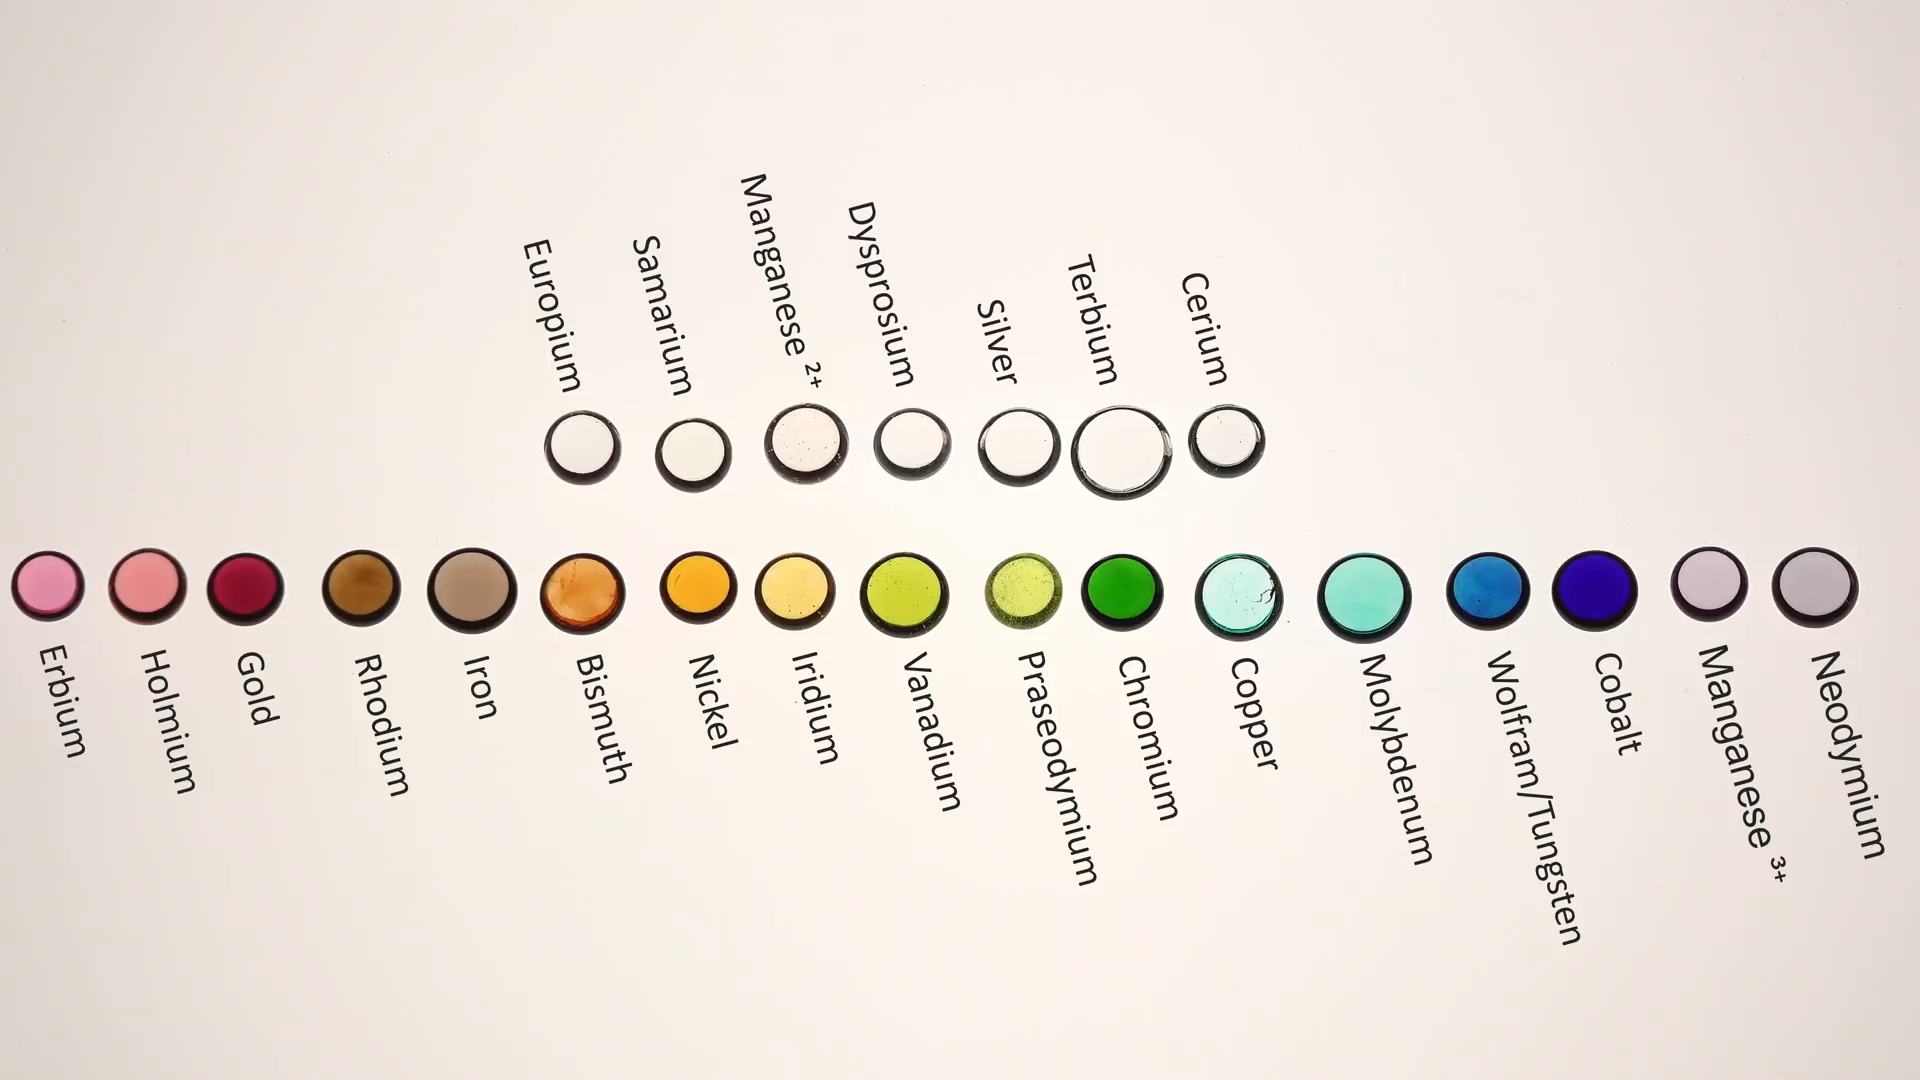 Europium
Samarium
Manganese ²⁺
Dysprosium
Silver
Terbium
Cerium
Erbium
Holmium
Gold
Rhodium
Iron
Bismuth
Nickel
Iridium
Vanadium
Praseodymium
Chromium
Copper
Molybdenum
Wolfram/Tungsten
Cobalt
Manganese ³⁺
Neodymium